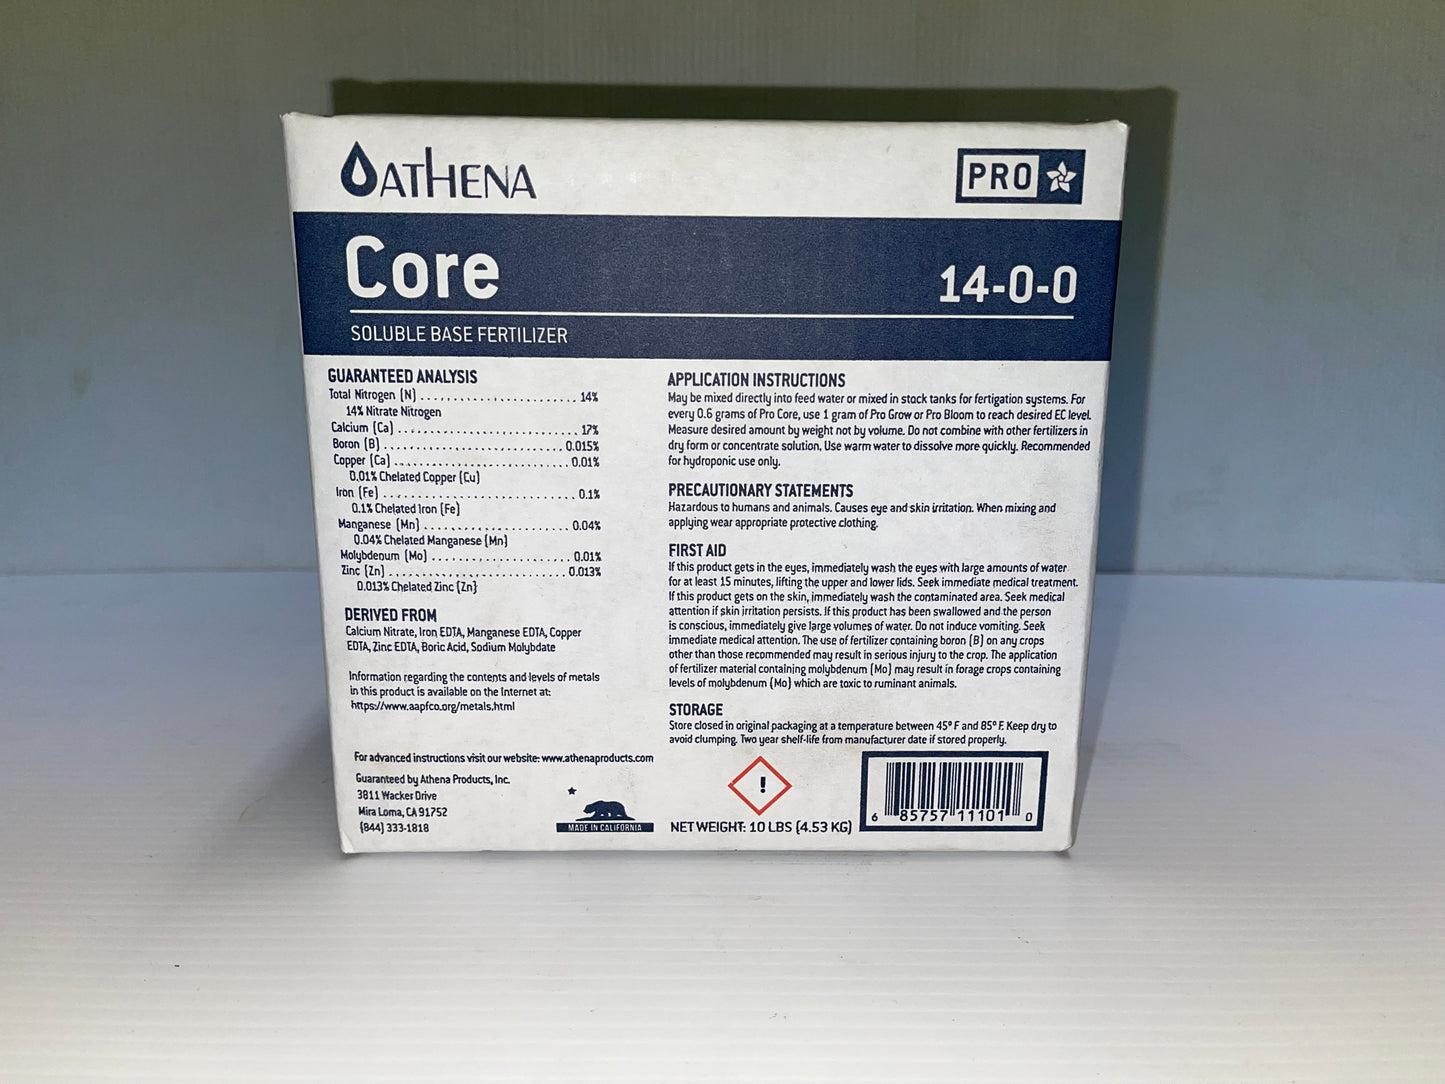 ATHENA
PRO
Core
14-0-0
SOLUBLE BASE FERTILIZER
GUARANTEED ANALYSIS
Total Nitrogen (N) 14%
14% Nitrate Nitrogen
Calcium (Ca) 17%
Boron (B) 0.015%
Copper (Ca) 0.01%
0.01% Chelated Copper (Cu)
Iron (Fe) 0.1%
0.1% Chelated Iron (Fe)
Manganese (Mn) 0.04%
0.04% Chelated Manganese (Mn)
Molybdenum (Mo) 0.01%
Zinc (Zn) 0.013%
0.013% Chelated Zinc (Zn)
DERIVED FROM
Calcium Nitrate, Iron EDTA, Manganese EDTA, Copper
EDTA, Zinc EDTA, Boric Acid, Sodium Molybdate
Information regarding the contents and levels of metals
in this product is available on the Internet at:
https://www.aapfco.org/metals.html
For advanced instructions visit our website: www.athenaproducts.com
Guaranteed by Athena Products, Inc.
3811 Wacker Drive
Mira Loma, CA 91752
(844) 333-1818
MADE IN CALIFORNIA
APPLICATION INSTRUCTIONS
May be mixed directly into feed water or mixed in stock tanks for fertigation systems. For
every 0.6 grams of Pro Core, use 1 gram of Pro Grow or Pro Bloom to reach desired EC level.
Measure desired amount by weight not by volume. Do not combine with other fertilizers in
dry form or concentrate solution. Use warm water to dissolve more quickly. Recommended
for hydroponic use only.
PRECAUTIONARY STATEMENTS
Hazardous to humans and animals. Causes eye and skin irritation. When mixing and
applying wear appropriate protective clothing.
FIRST AID
If this product gets in the eyes, immediately wash the eyes with large amounts of water
for at least 15 minutes, lifting the upper and lower lids. Seek immediate medical treatment.
If this product gets on the skin, immediately wash the contaminated area. Seek medical
attention if skin irritation persists. If this product has been swallowed and the person
is conscious, immediately give large volumes of water. Do not induce vomiting. Seek
immediate medical attention. The use of fertilizer containing boron (B) on any crops
other than those recommended may result in serious injury to the crop. The application
of fertilizer material containing molybdenum (Mo) may result in forage crops containing
levels of molybdenum (Mo) which are toxic to ruminant animals.
STORAGE
Store closed in original packaging at a temperature between 45° F and 85° F. Keep dry to
avoid clumping. Two year shelf-life from manufacturer date if stored properly.
!
NET WEIGHT: 10 LBS (4.53 KG)
6 85757 11101 0